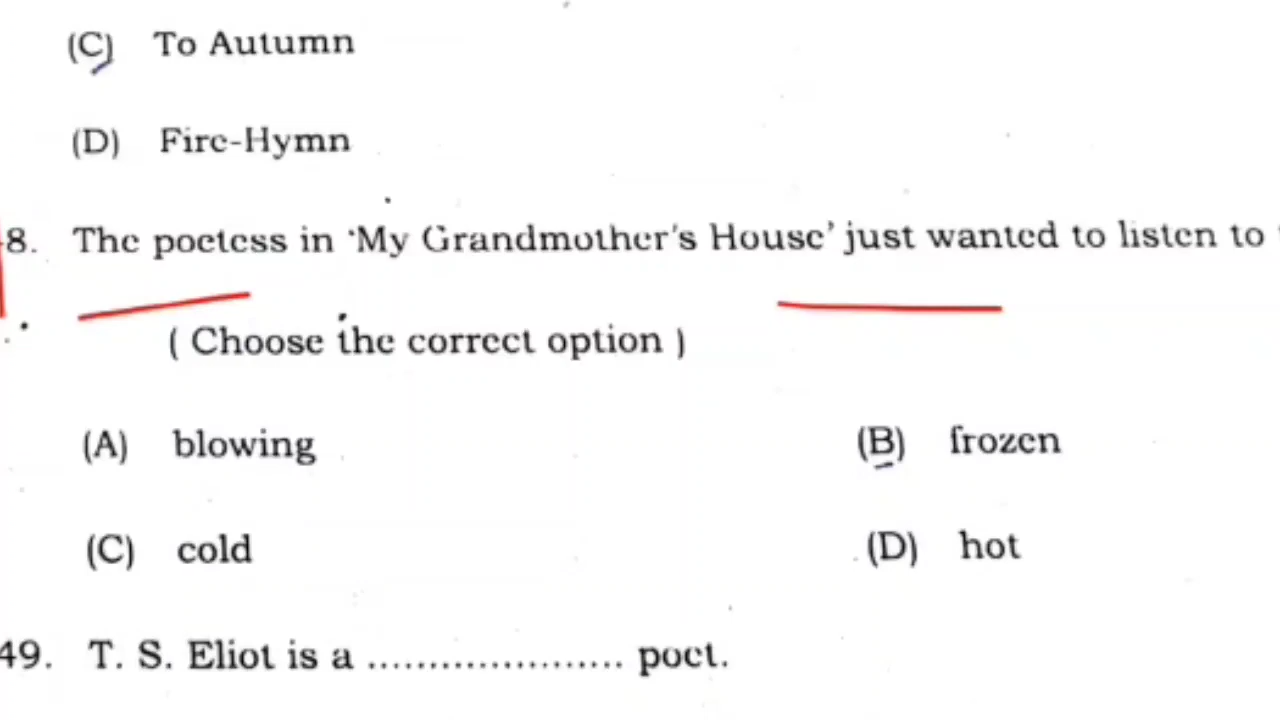 (C) To Autumn
(D) Fire-Hymn
8. The poetess in 'My Grandmother's House' just wanted to listen to
( Choose the correct option )
(A) blowing
(B) frozen
(C) cold
(D) hot
49. T. S. Eliot is a ..................... poet.